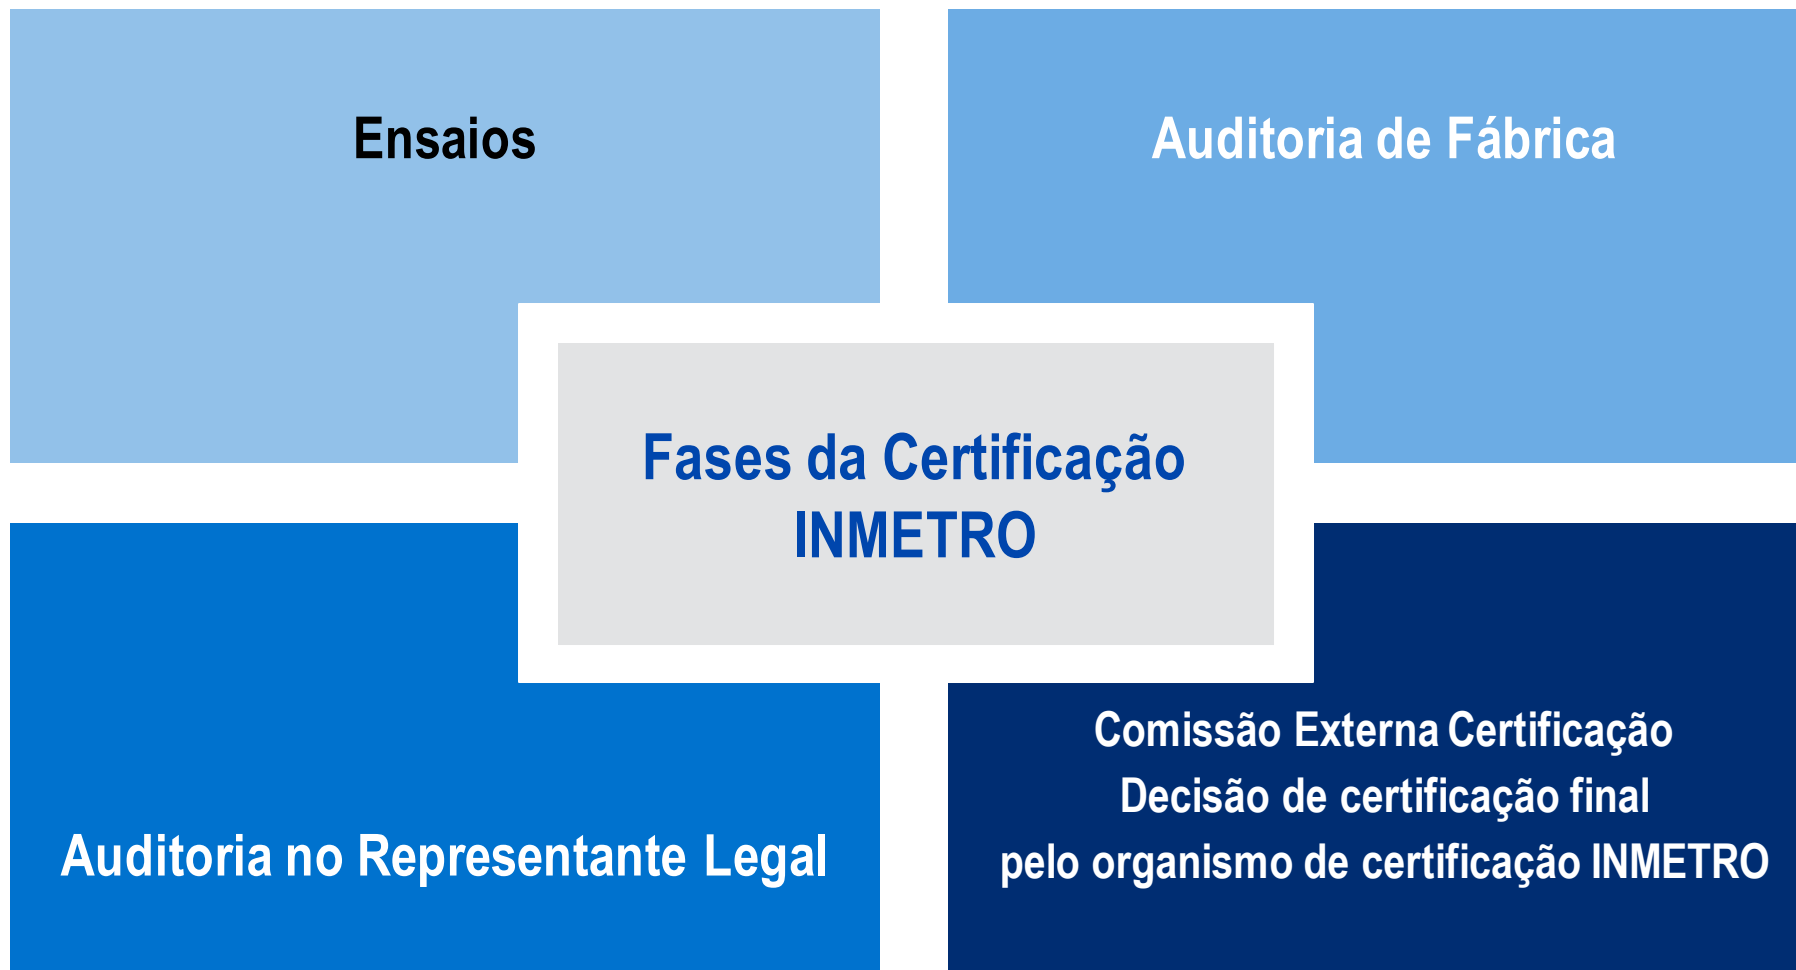 Ensaios
Auditoria de Fábrica
Fases da Certificação
INMETRO
Auditoria no Representante Legal
Comissão Externa Certificação
Decisão de certificação final
pelo organismo de certificação INMETRO